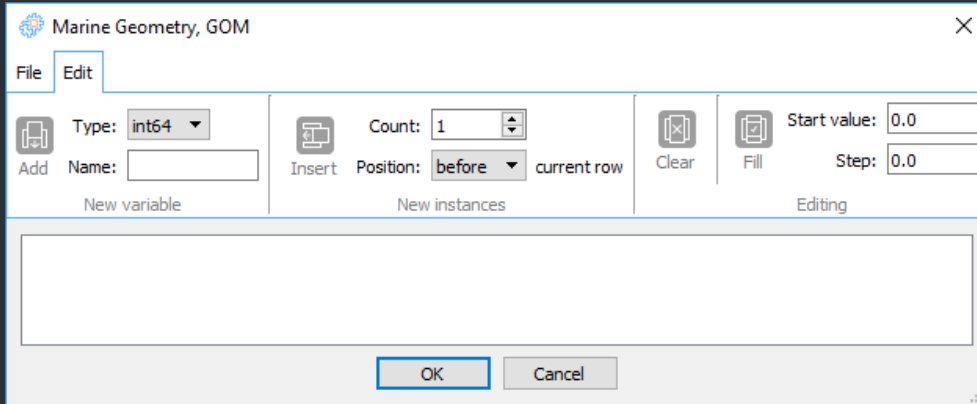 Marine Geometry, GOM
File Edit
Type: int64 Count: 1 Start value: 0.0
Add Name: Insert Position: before current row Clear Fill Step: 0.0
New variable New instances Editing
OK Cancel